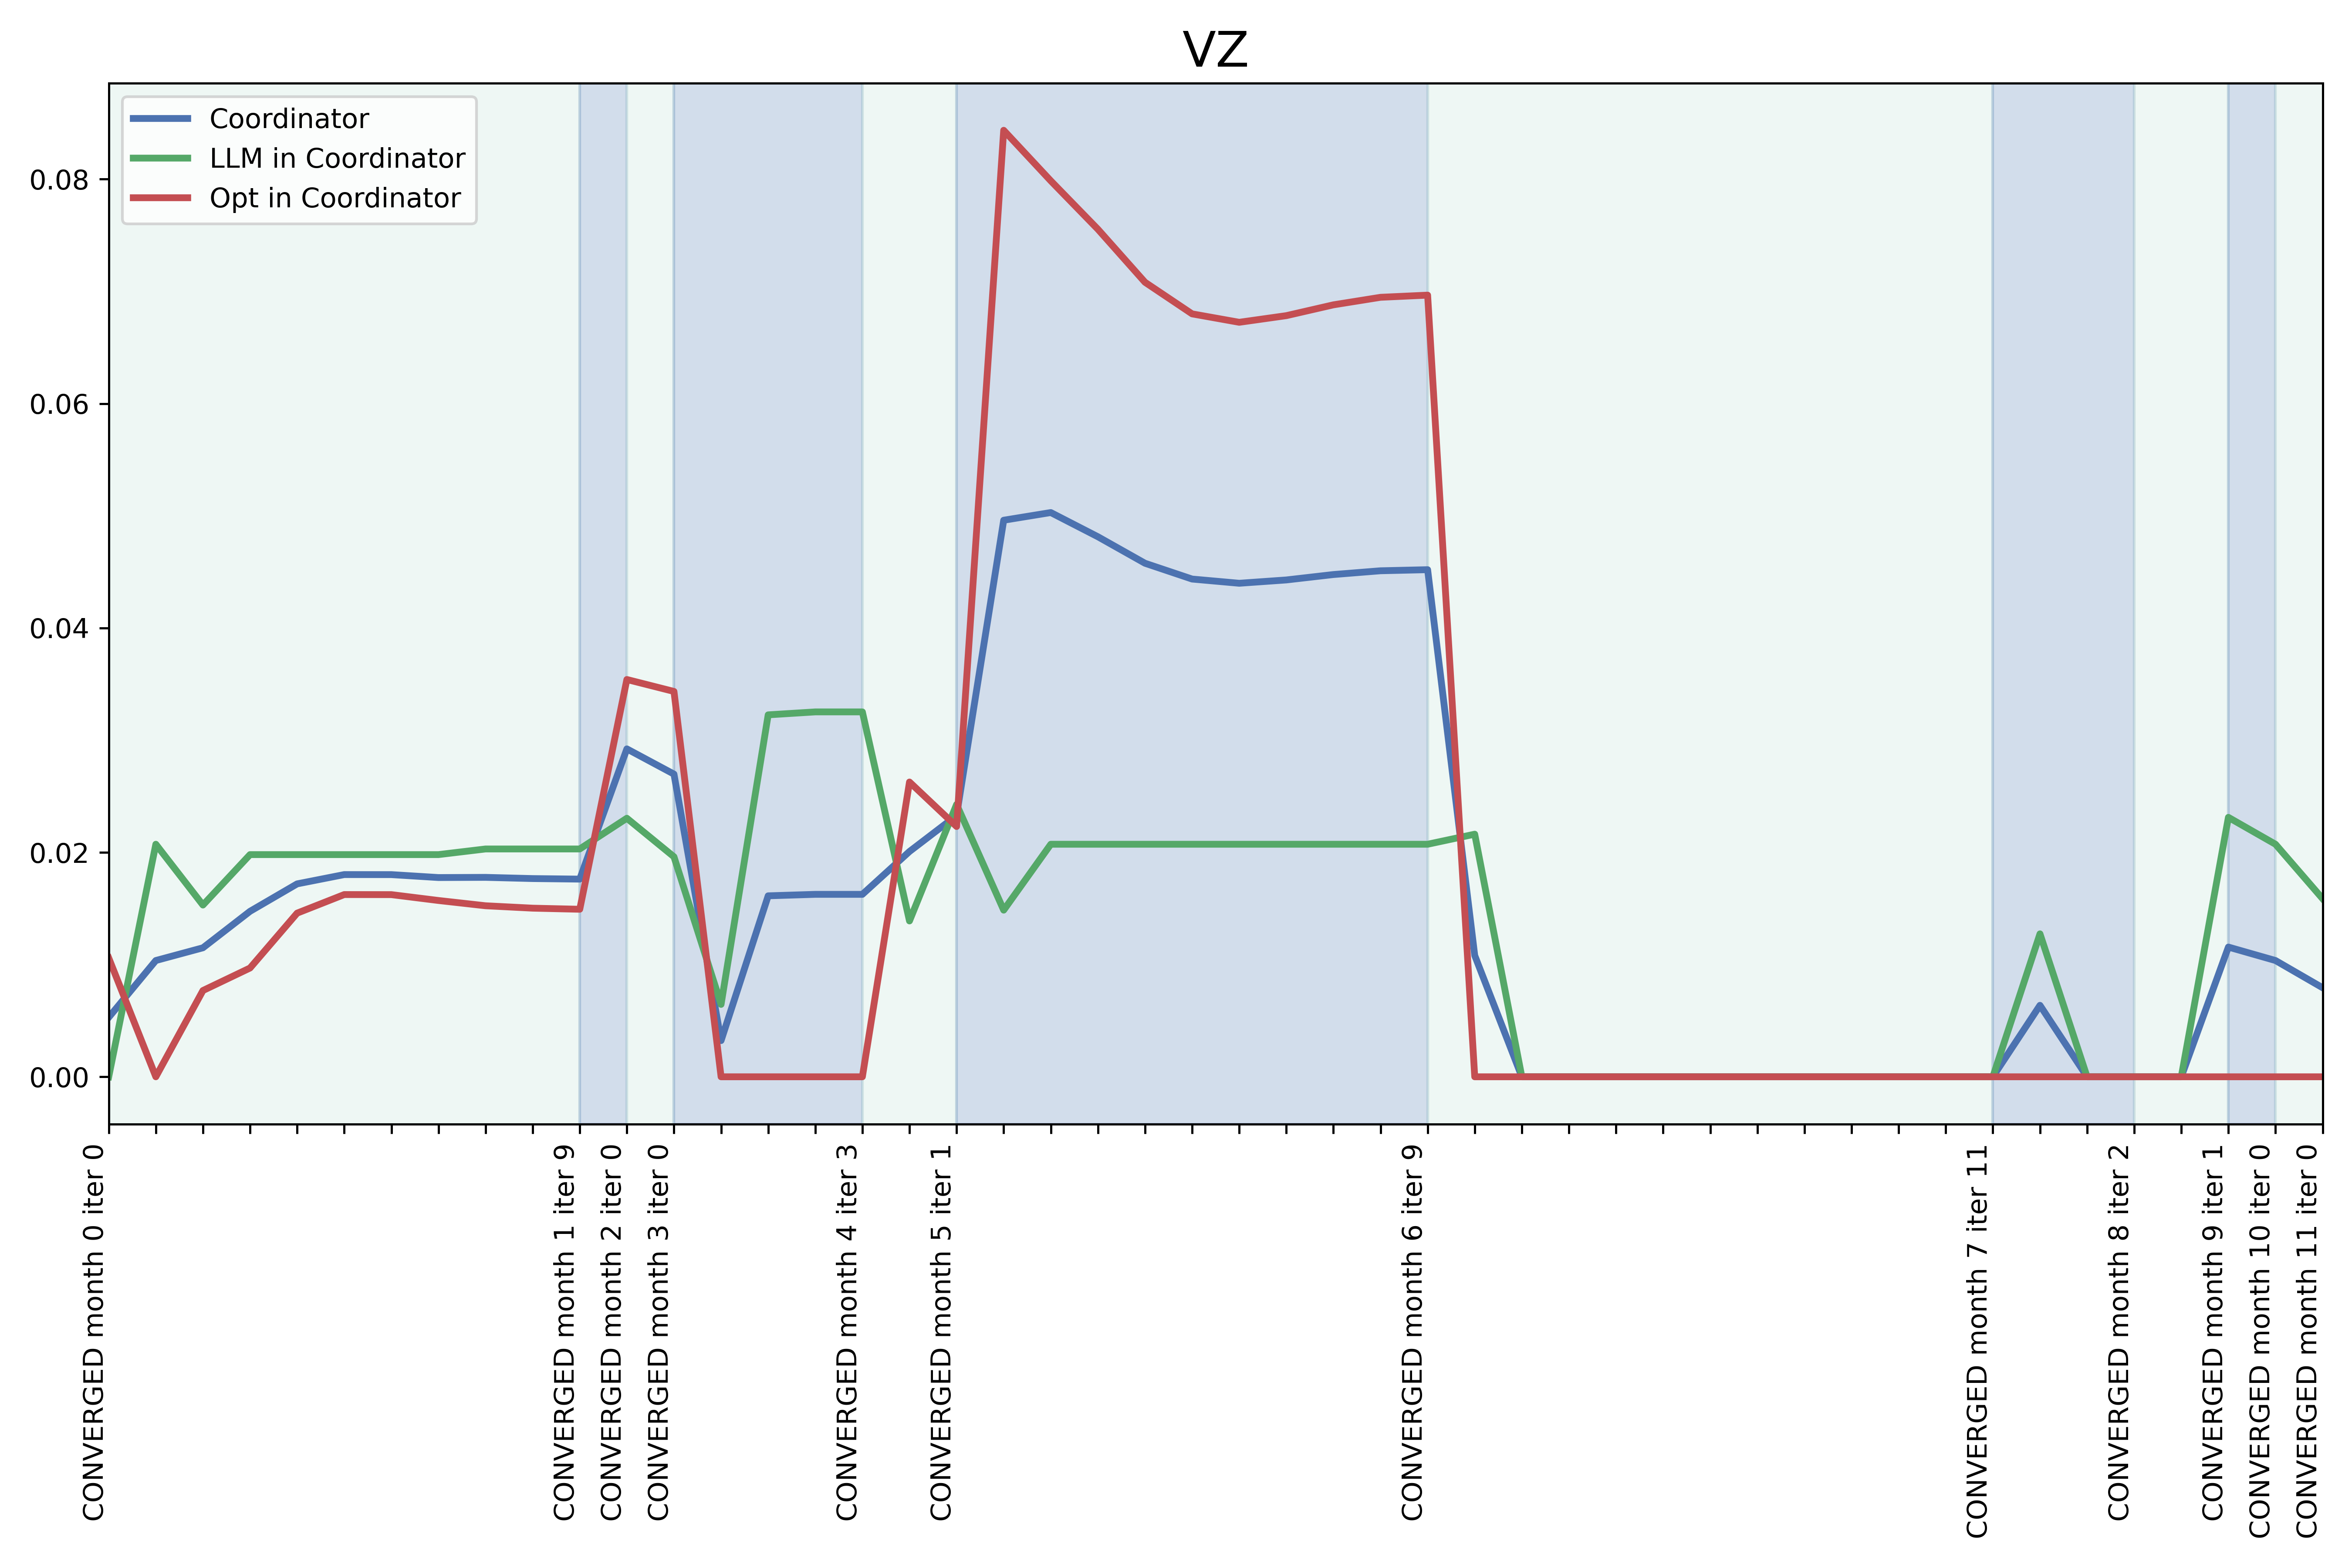 VZ
Coordinator
LLM in Coordinator
Opt in Coordinator
0.08
0.06
0.04
0.02
0.00
CONVERGED month 0 iter 0
CONVERGED month 1 iter 9
CONVERGED month 2 iter 0
CONVERGED month 3 iter 0
CONVERGED month 4 iter 3
CONVERGED month 5 iter 1
CONVERGED month 6 iter 9
CONVERGED month 7 iter 11
CONVERGED month 8 iter 2
CONVERGED month 9 iter 1
CONVERGED month 10 iter 0
CONVERGED month 11 iter 0